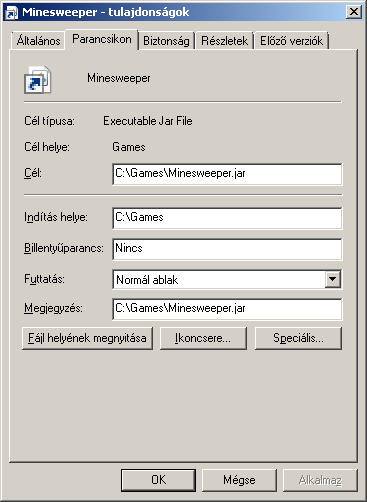 Minesweeper - tulajdonságok
Általános Parancsikon Biztonság Részletek Előző verziók
Minesweeper
Cél típusa: Executable Jar File
Cél helye: Games
Cél: C:\Games\Minesweeper.jar
Indítás helye: C:\Games
Billentyűparancs: Nincs
Futtatás: Normál ablak
Megjegyzés: C:\Games\Minesweeper.jar
Fájl helyének megnyitása Ikoncsere... Speciális...
OK Mégse Alkalmaz